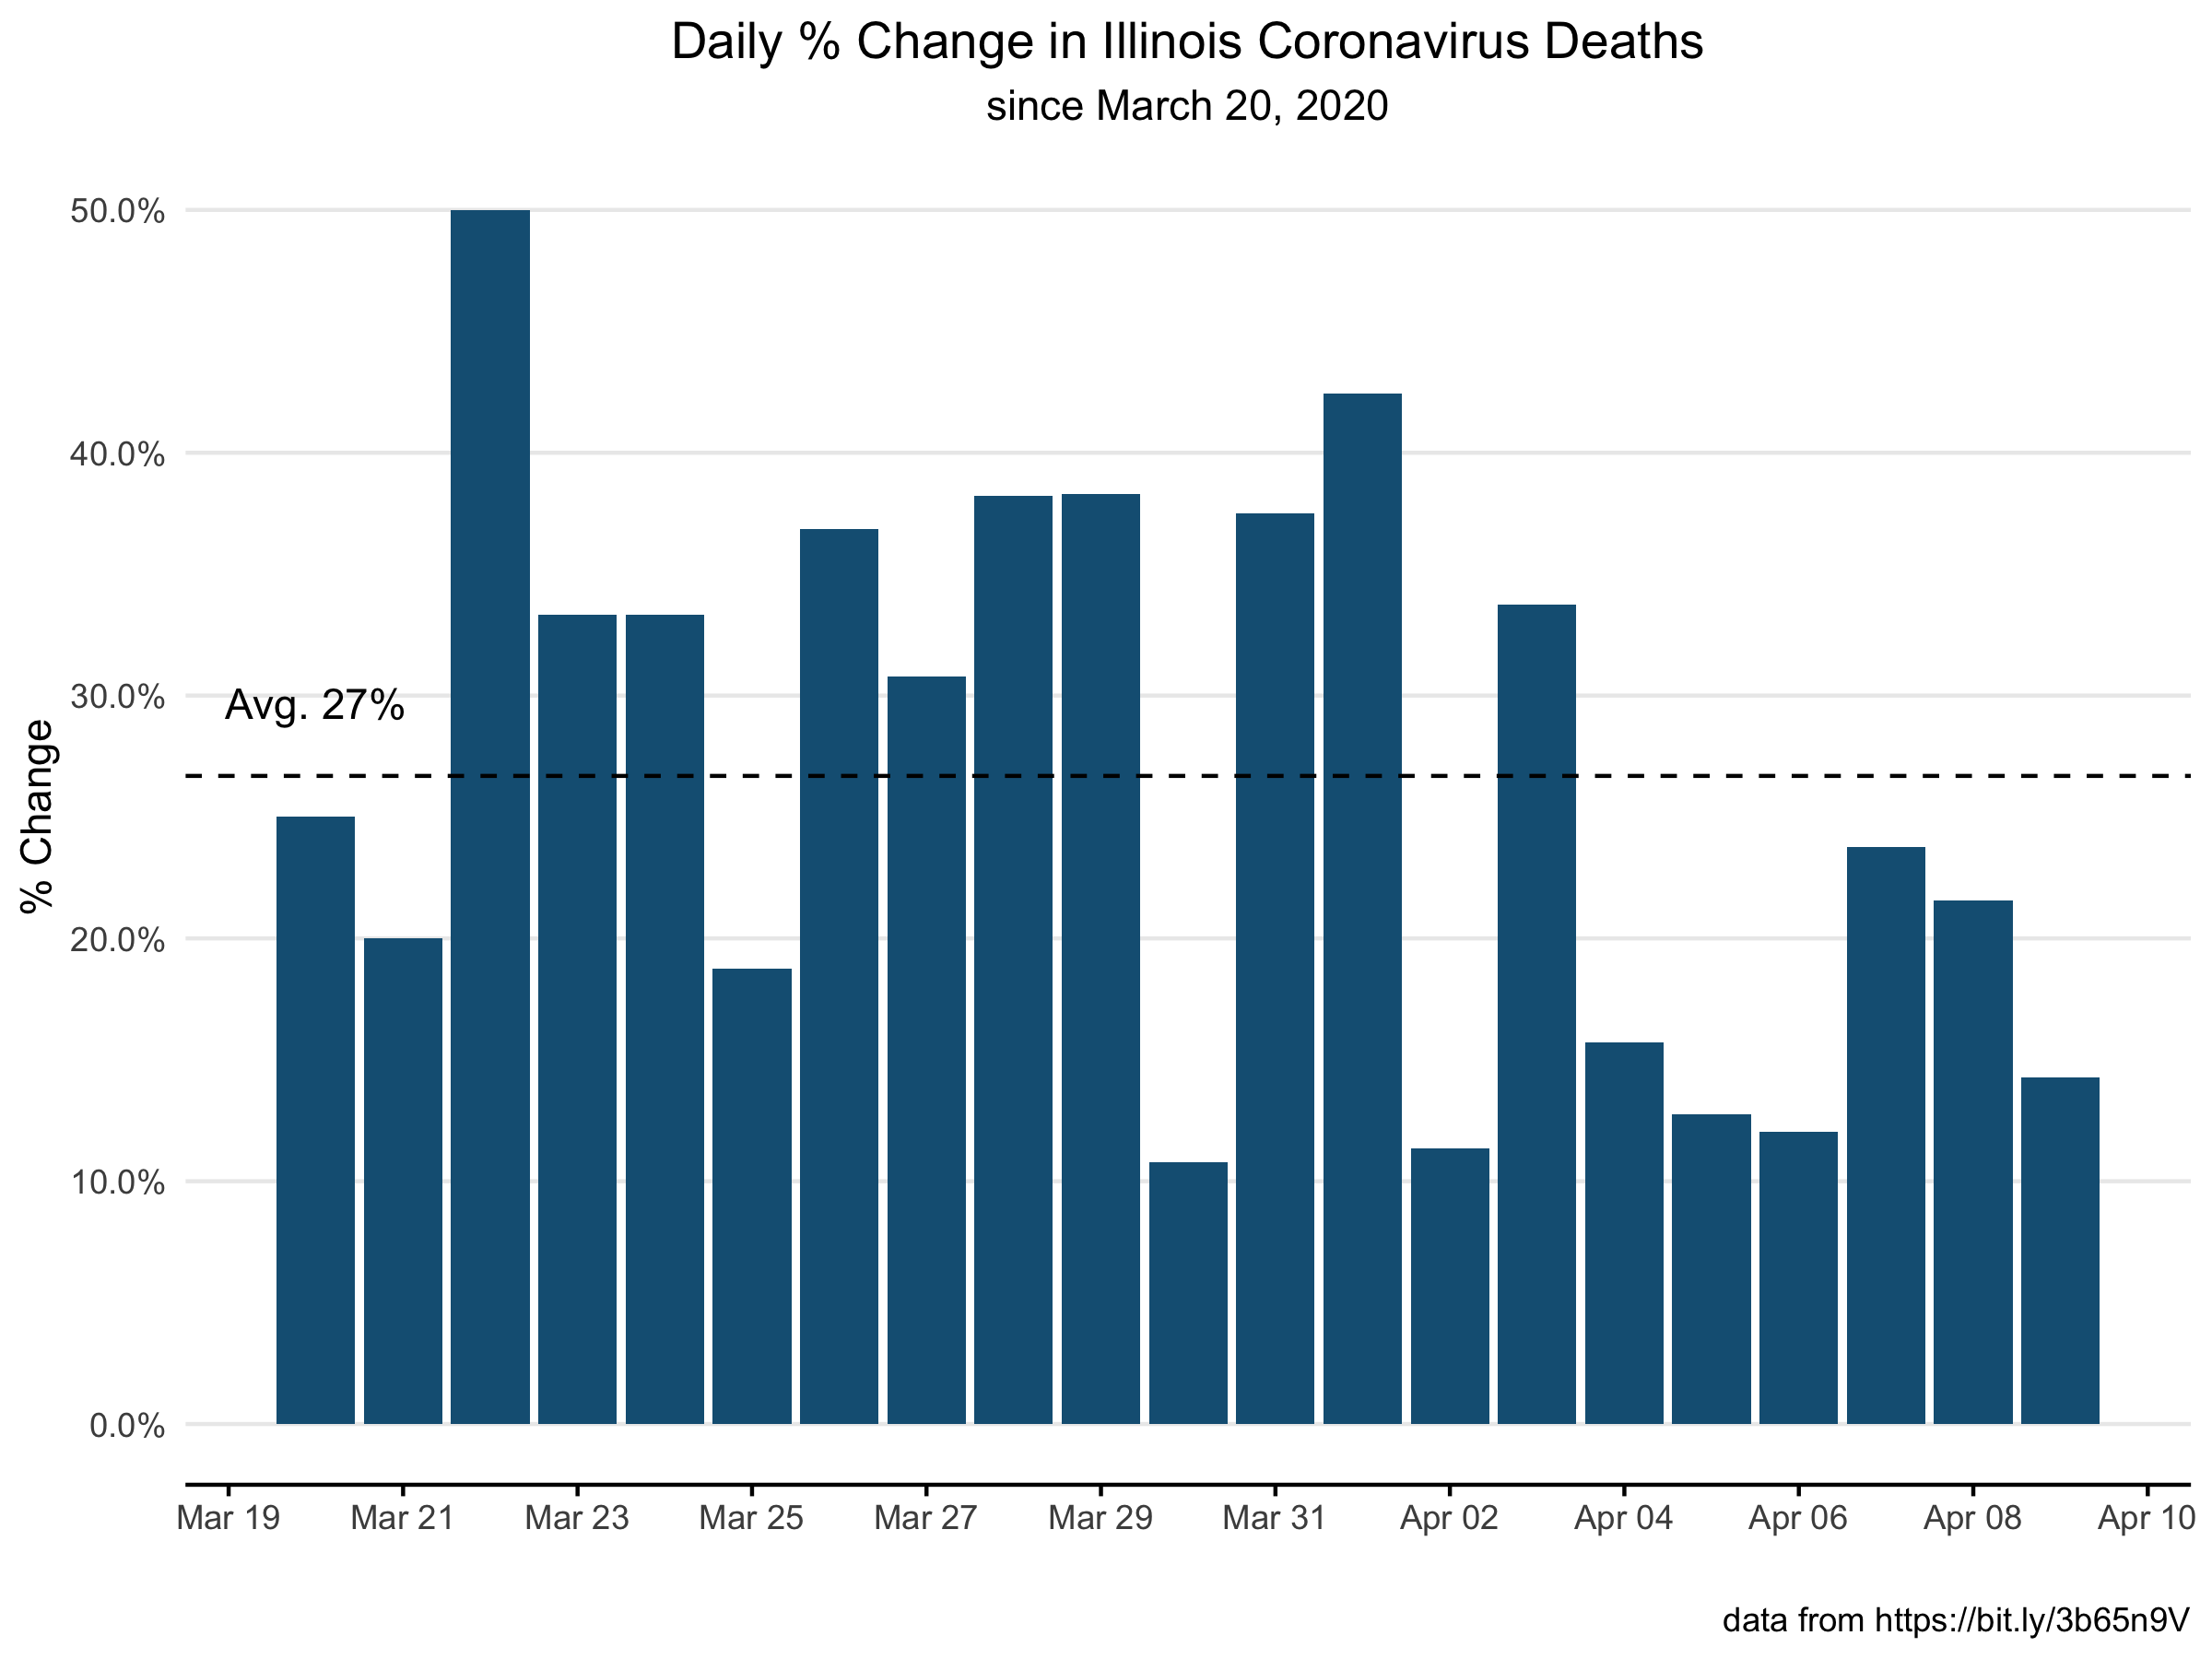 Daily % Change in Illinois Coronavirus Deaths
since March 20, 2020
% Change
50.0%
40.0%
30.0%
20.0%
10.0%
0.0%
Avg. 27%
Mar 19 Mar 21 Mar 23 Mar 25 Mar 27 Mar 29 Mar 31 Apr 02 Apr 04 Apr 06 Apr 08 Apr 10
data from https://bit.ly/3b65n9V